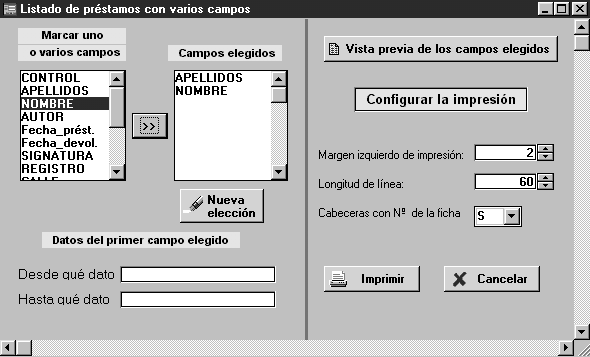 Listado de préstamos con varios campos
Marcar uno
o varios campos
Campos elegidos
CONTROL
APELLIDOS
NOMBRE
AUTOR
Fecha_prést.
Fecha_devol.
SIGNATURA
REGISTRO
CALLE
>>
APELLIDOS
NOMBRE
Nueva
elección
Datos del primer campo elegido
Desde qué dato
Hasta qué dato
Vista previa de los campos elegidos
Configurar la impresión
Margen izquierdo de impresión: 2
Longitud de línea: 60
Cabeceras con Nº de la ficha S
Imprimir
Cancelar